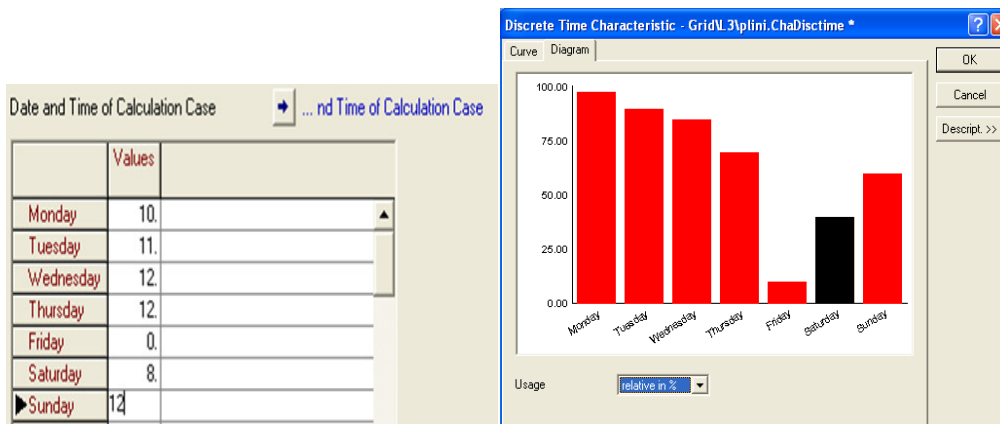 Date and Time of Calculation Case
... nd Time of Calculation Case
Values
Monday 10.
Tuesday 11.
Wednesday 12.
Thursday 12.
Friday 0.
Saturday 8.
Sunday 12
Discrete Time Characteristic - Grid\L3\plini.ChaDisctime *
Curve Diagram
OK
Cancel
Descript. >>
100.00
75.00
50.00
25.00
0.00
Monday Tuesday Wednesday Thursday Friday Saturday Sunday
Usage relative in %